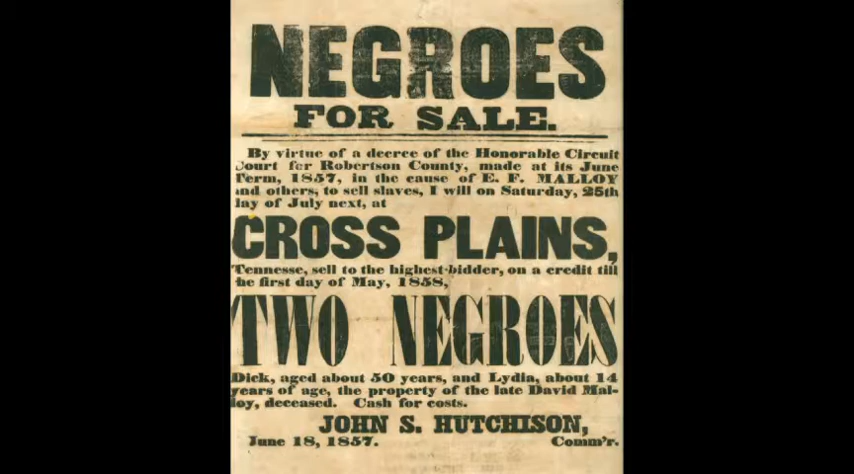 NEGROES
FOR SALE.
By virtue of a decree of the Honorable Circuit
Court for Robertson County, made at its June
Term, 1857, in the cause of E. F. MALLOY
and others, to sell slaves, I will on Saturday, 25th
day of July next, at
CROSS PLAINS,
Tennesse, sell to the highest bidder, on a credit till
he first day of May, 1858,
TWO NEGROES
Dick, aged about 50 years, and Lydia, about 14
years of age, the property of the late David Mal-
loy, deceased. Cash for costs.
JOHN S. HUTCHISON,
June 18, 1857. Comm'r.